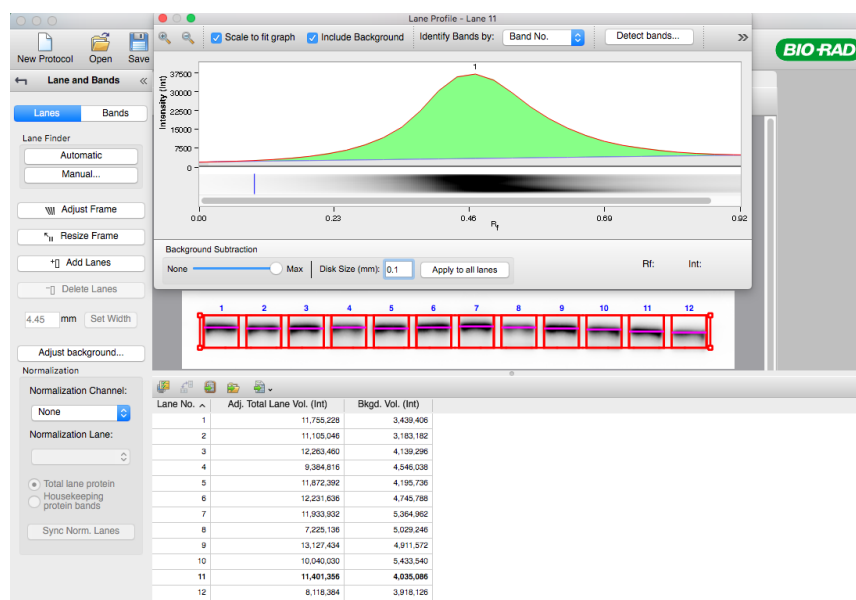 Lane Profile - Lane 11
New Protocol Open Save
Scale to fit graph Include Background Identify Bands by: Band No. Detect bands... »
BIO-RAD
Lane and Bands «
Lanes Bands
Lane Finder
Automatic
Manual...
Adjust Frame
Resize Frame
Add Lanes
Delete Lanes
4.45 mm Set Width
Adjust background...
Normalization
Normalization Channel:
None
Normalization Lane:
Total lane protein
Housekeeping
protein bands
Sync Norm. Lanes
Intensity (Int)
37500
30000
22500
15000
7500
0
1
0.00 0.23 0.46 0.69 0.92
Rf
Background Subtraction
None Max Disk Size (mm): 0.1 Apply to all lanes
Rf: Int:
1 2 3 4 5 6 7 8 9 10 11 12
Lane No. Adj. Total Lane Vol. (Int) Bkgd. Vol. (Int)
1 11,755,228 3,439,406
2 11,105,046 3,183,182
3 12,263,460 4,139,296
4 9,384,816 4,546,038
5 11,872,392 4,195,736
6 12,231,636 4,745,788
7 11,933,932 5,364,962
8 7,225,136 5,029,246
9 13,127,434 4,911,572
10 10,040,030 5,433,540
11 11,401,356 4,035,086
12 8,118,384 3,918,126